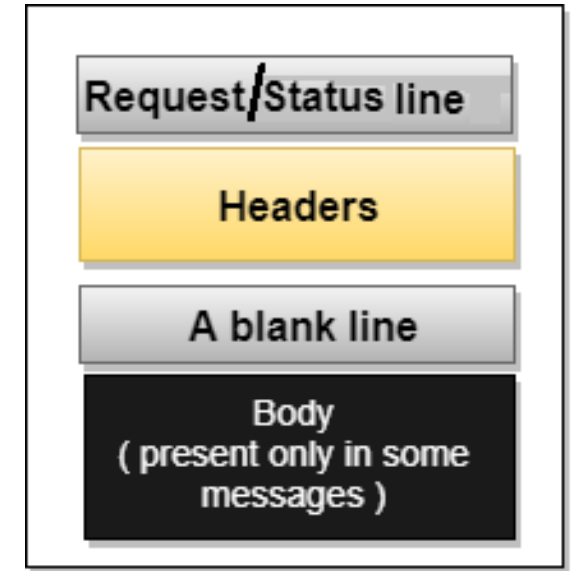 Request/Status line
Headers
A blank line
Body
( present only in some
messages )